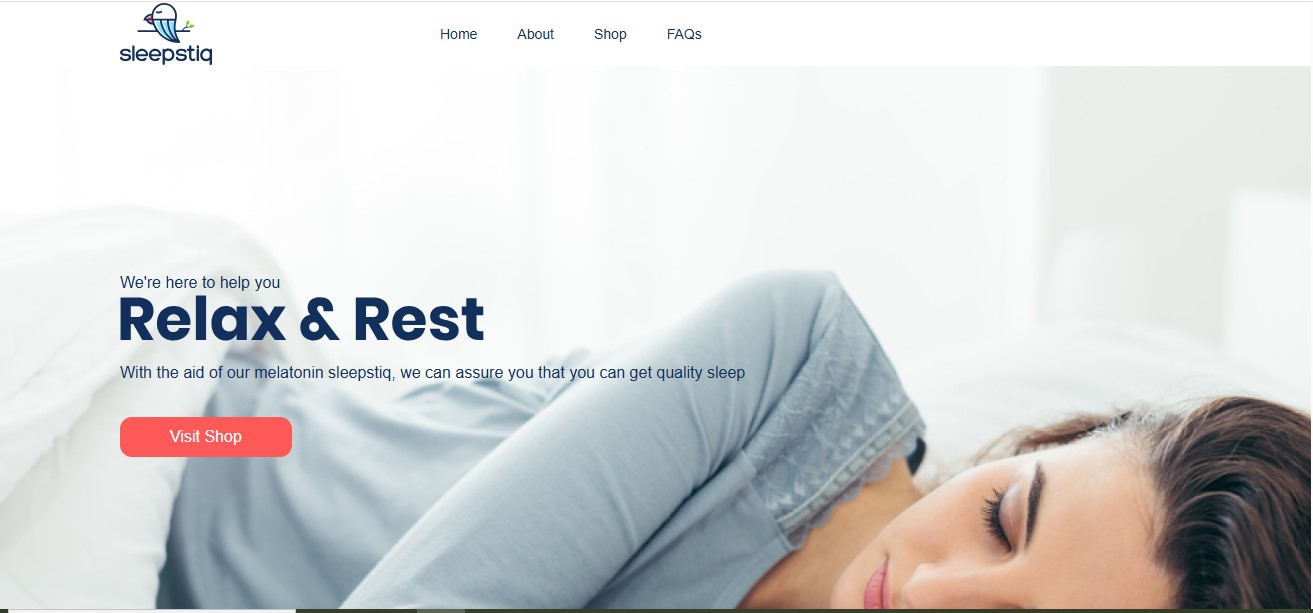 sleepstiq
Home About Shop FAQs
We're here to help you
Relax & Rest
With the aid of our melatonin sleepstiq, we can assure you that you can get quality sleep
Visit Shop